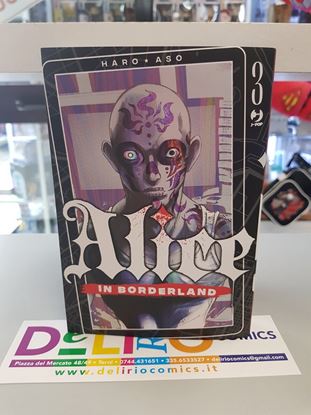 HARO ★ ASO
3
J-POP
Alice
IN BORDERLAND
DELIRIO COMICS
Piazza del Mercato 48/49 • Terni • 0744.431651 • 335.6533527 • deliriocomics@gmail.com
www.deliriocomics.it